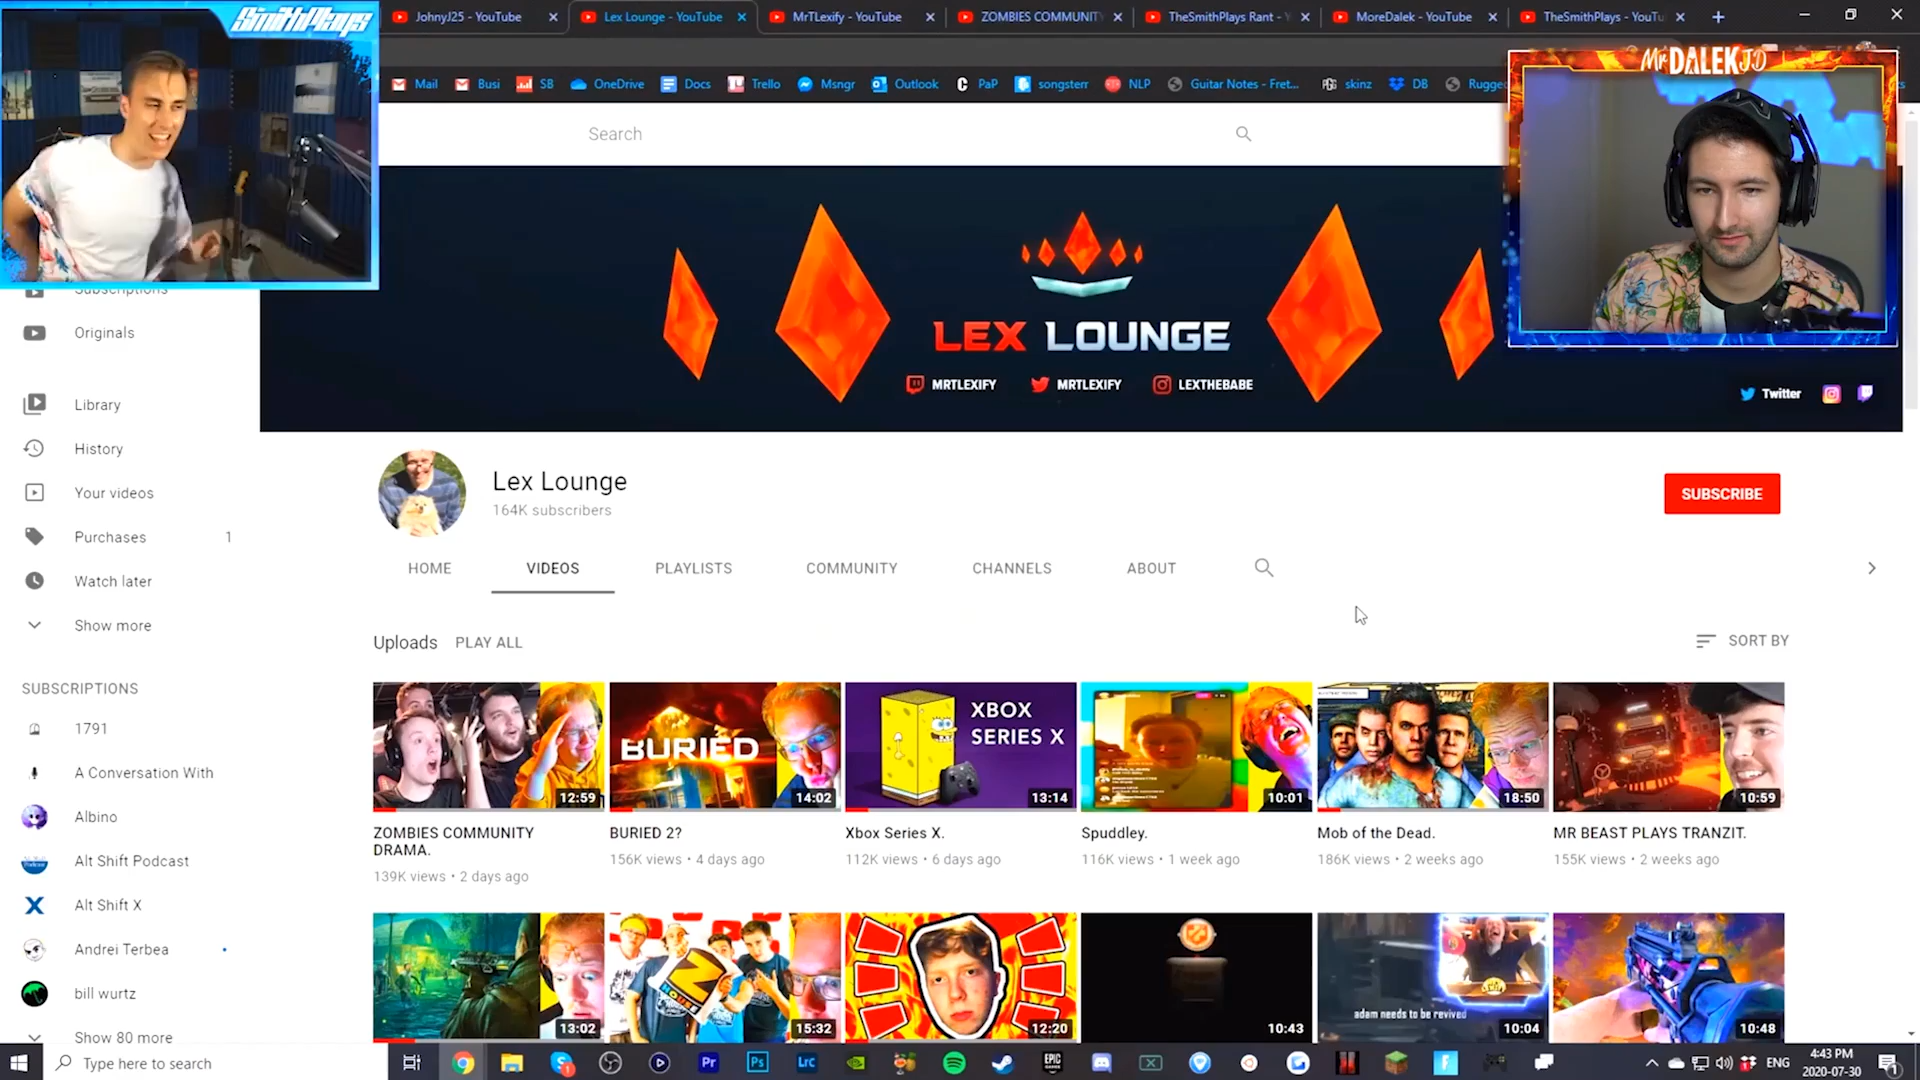 SmithPlays
JohnyJ25 - YouTube
Lex Lounge - YouTube
MrTLexify - YouTube
ZOMBIES COMMUNIT
TheSmithPlays Rant -
MoreDalek - YouTube
TheSmithPlays - YouTu
Mail
Busi
SB
OneDrive
Docs
Trello
Msngr
Outlook
PaP
songsterr
NLP
Guitar Notes - Fret...
skinz
DB
Rugge
MrDALEKJD
Search
LEX LOUNGE
MRTLEXIFY
MRTLEXIFY
LEXTHEBABE
Twitter
Subscriptions
Originals
Library
History
Your videos
Purchases 1
Watch later
Show more
SUBSCRIPTIONS
1791
A Conversation With
Albino
Alt Shift Podcast
Alt Shift X
Andrei Terbea
bill wurtz
Show 80 more
Lex Lounge
164K subscribers
SUBSCRIBE
HOME
VIDEOS
PLAYLISTS
COMMUNITY
CHANNELS
ABOUT
Uploads PLAY ALL
SORT BY
12:59
ZOMBIES COMMUNITY
DRAMA.
139K views • 2 days ago
BURIED
14:02
BURIED 2?
156K views • 4 days ago
XBOX
SERIES X
13:14
Xbox Series X.
112K views • 6 days ago
10:01
Spuddley.
116K views • 1 week ago
18:50
Mob of the Dead.
186K views • 2 weeks ago
10:59
MR BEAST PLAYS TRANZIT.
155K views • 2 weeks ago
13:02
Z
HOUSE
15:32
12:20
10:43
adam needs to be revived
10:04
10:48
Type here to search
Pr
Ps
Lrc
EPIC
ENG
4:43 PM
2020-07-30